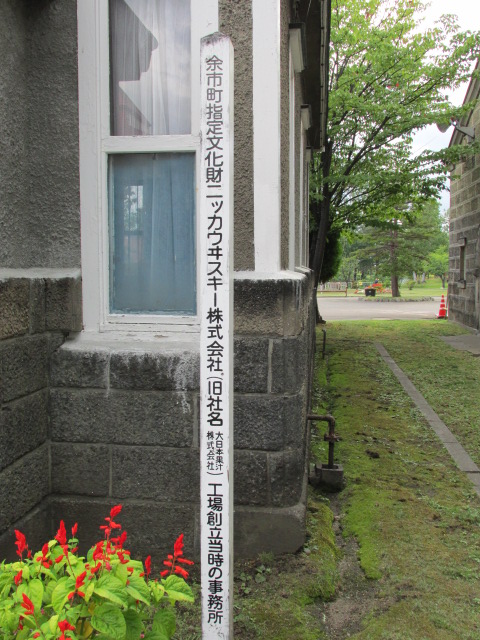 余市町指定文化財ニッカウヰスキー株式会社(旧社名
大日本果汁
株式会社)
工場創立当時の事務所